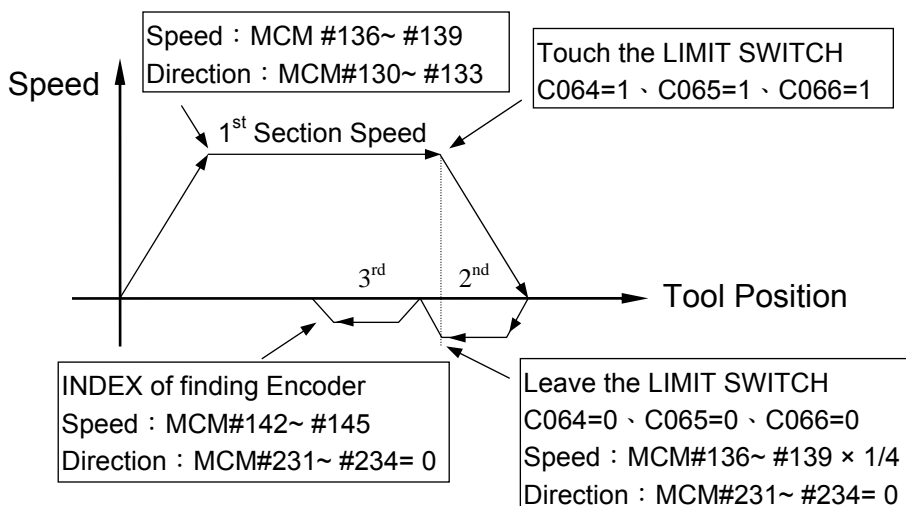 Speed：MCM #136~ #139
Direction：MCM#130~ #133
Touch the LIMIT SWITCH
C064=1、C065=1、C066=1
Speed
1st Section Speed
3rd
2nd
Tool Position
INDEX of finding Encoder
Speed：MCM#142~ #145
Direction：MCM#231~ #234= 0
Leave the LIMIT SWITCH
C064=0、C065=0、C066=0
Speed：MCM#136~ #139 × 1/4
Direction：MCM#231~ #234= 0